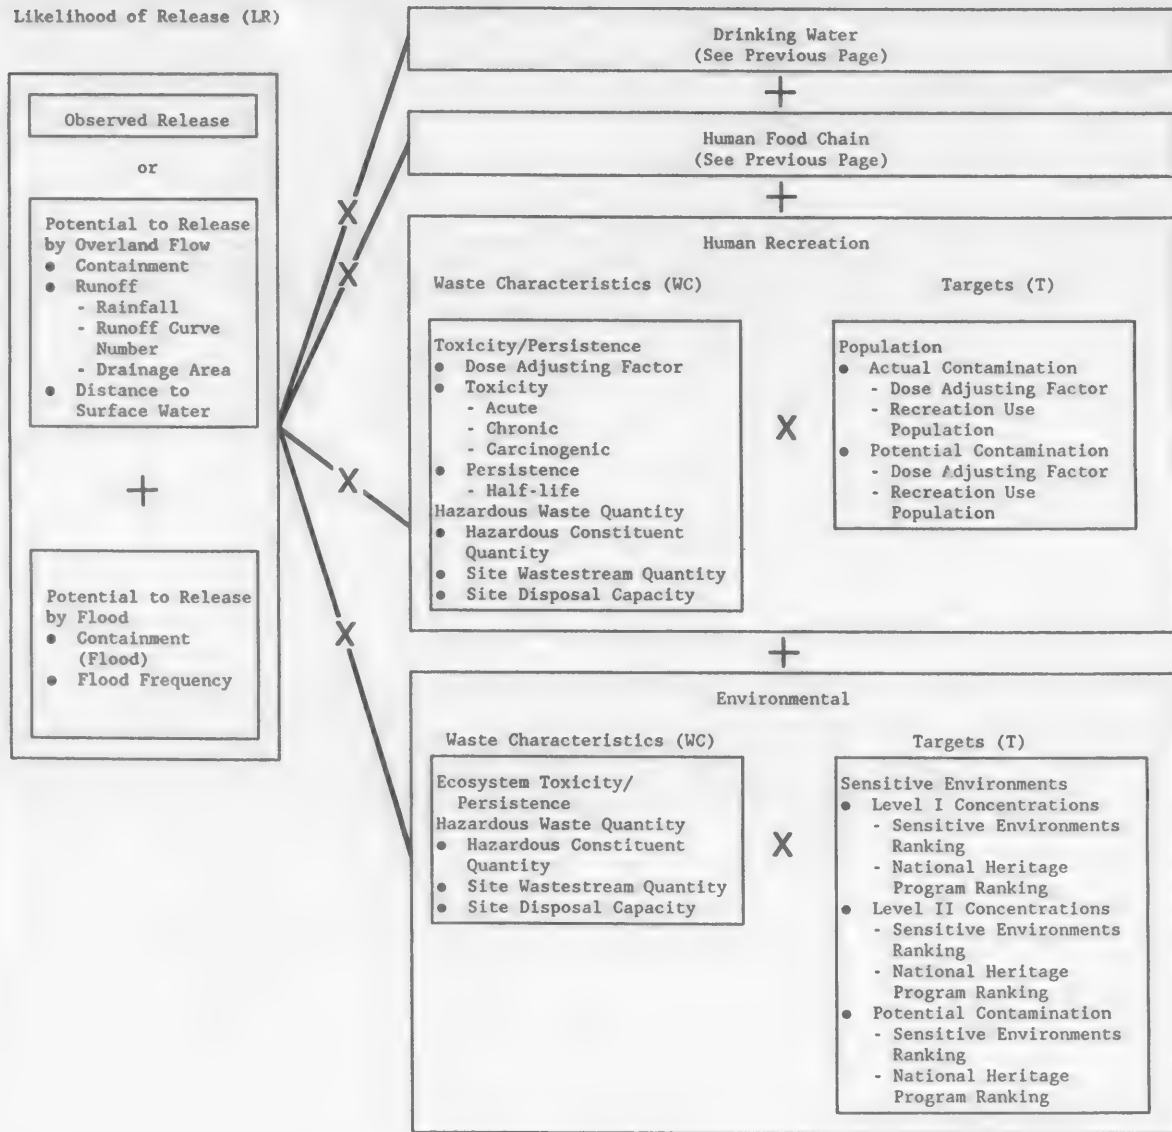 Likelihood of Release (LR)
Observed Release
or
Potential to Release
by Overland Flow
● Containment
● Runoff
- Rainfall
- Runoff Curve
Number
- Drainage Area
● Distance to
Surface Water
+
Potential to Release
by Flood
● Containment
(Flood)
● Flood Frequency
X
X
X
X
Drinking Water
(See Previous Page)
+
Human Food Chain
(See Previous Page)
+
Human Recreation
Waste Characteristics (WC)
Toxicity/Persistence
● Dose Adjusting Factor
● Toxicity
- Acute
- Chronic
- Carcinogenic
● Persistence
- Half-life
Hazardous Waste Quantity
● Hazardous Constituent
Quantity
● Site Wastestream Quantity
● Site Disposal Capacity
X
Targets (T)
Population
● Actual Contamination
- Dose Adjusting Factor
- Recreation Use
Population
● Potential Contamination
- Dose Adjusting Factor
- Recreation Use
Population
+
Environmental
Waste Characteristics (WC)
Ecosystem Toxicity/
Persistence
Hazardous Waste Quantity
● Hazardous Constituent
Quantity
● Site Wastestream Quantity
● Site Disposal Capacity
X
Targets (T)
Sensitive Environments
● Level I Concentrations
- Sensitive Environments
Ranking
- National Heritage
Program Ranking
● Level II Concentrations
- Sensitive Environments
Ranking
- National Heritage
Program Ranking
● Potential Contamination
- Sensitive Environments
Ranking
- National Heritage
Program Ranking